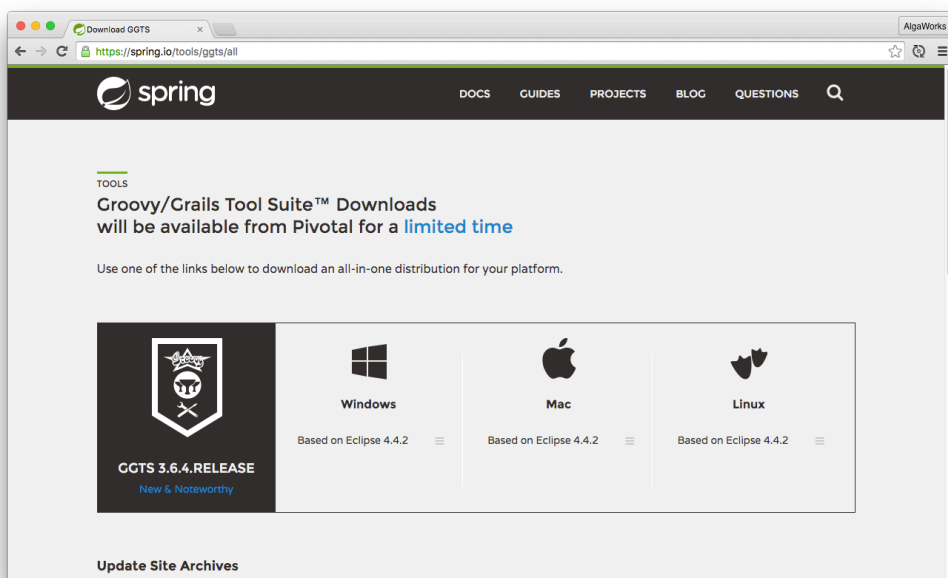 Download GGTS
AlgaWorks
https://spring.io/tools/ggts/all
spring
DOCS GUIDES PROJECTS BLOG QUESTIONS
TOOLS
Groovy/Grails Tool Suite™ Downloads
will be available from Pivotal for a limited time
Use one of the links below to download an all-in-one distribution for your platform.
Windows Mac Linux
Based on Eclipse 4.4.2 Based on Eclipse 4.4.2 Based on Eclipse 4.4.2
GGTS 3.6.4.RELEASE
New & Noteworthy
Update Site Archives